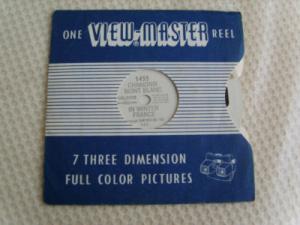 ONE VIEW-MASTER REEL
1455
CHAMONIX
MONT BLANC
IN WINTER
FRANCE
7 THREE DIMENSION
FULL COLOR PICTURES